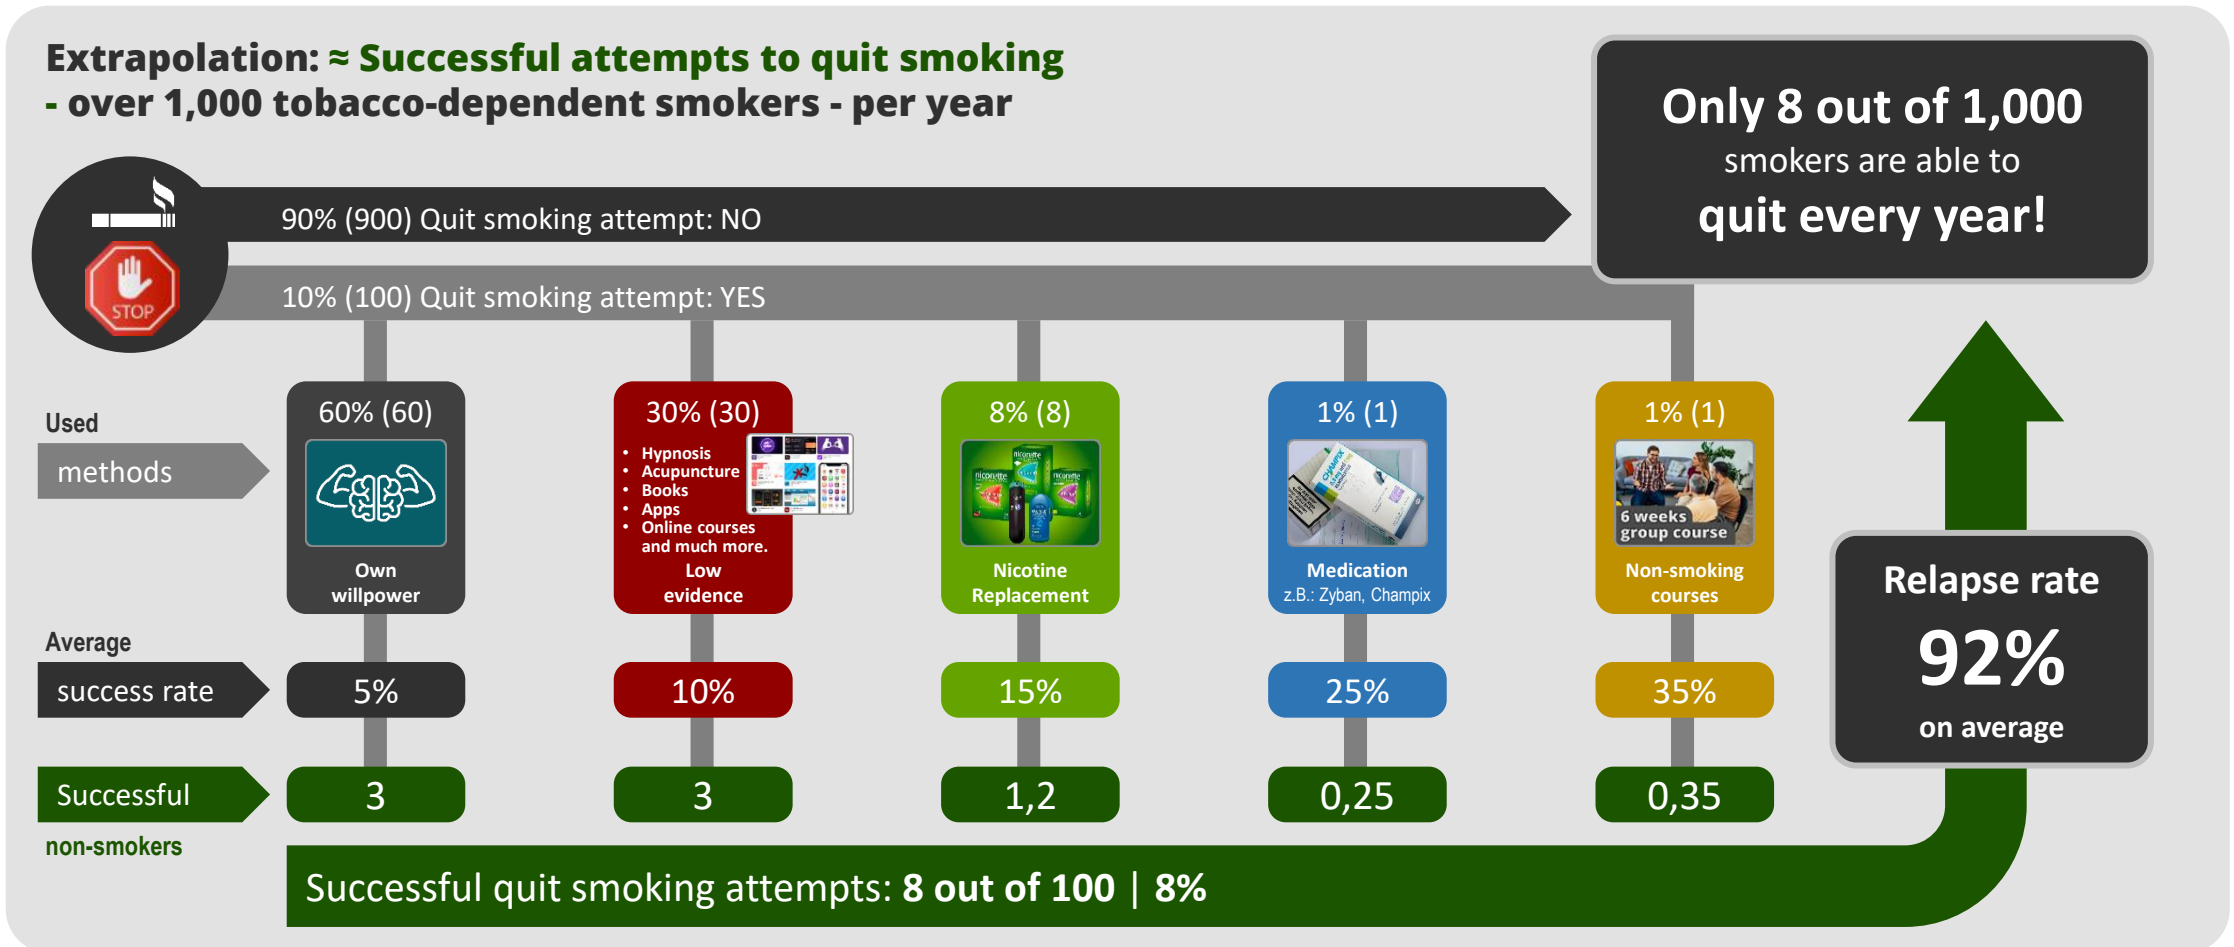 Extrapolation: ≈ Successful attempts to quit smoking
- over 1,000 tobacco-dependent smokers - per year
Only 8 out of 1,000
smokers are able to
quit every year!
90% (900) Quit smoking attempt: NO
STOP
10% (100) Quit smoking attempt: YES
Used
methods
60% (60)
Own
willpower
30% (30)
• Hypnosis
• Acupuncture
• Books
• Apps
• Online courses
and much more.
Low
evidence
8% (8)
nicorette
nicorette
nicorette
Nicotine
Replacement
1% (1)
CHAMPIX
Medication
z.B.: Zyban, Champix
1% (1)
6 weeks
group course
Non-smoking
courses
Average
success rate
5%
10%
15%
25%
35%
Relapse rate
92%
on average
Successful
non-smokers
3
3
1,2
0,25
0,35
Successful quit smoking attempts: 8 out of 100 | 8%